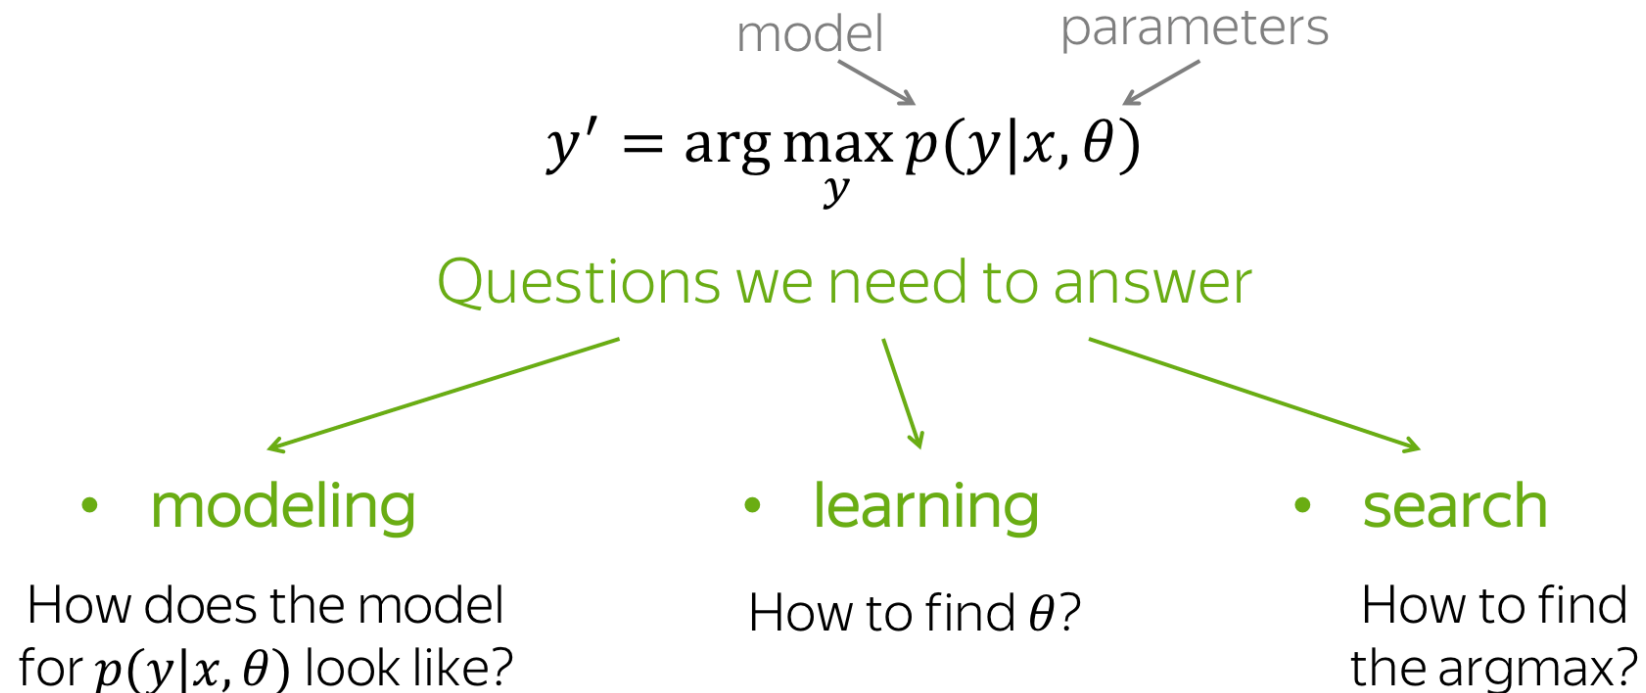 model parameters
y′ = arg max p(y|x, θ)
y
Questions we need to answer
• modeling • learning • search
How does the model
for p(y|x, θ) look like?
How to find θ?
How to find
the argmax?